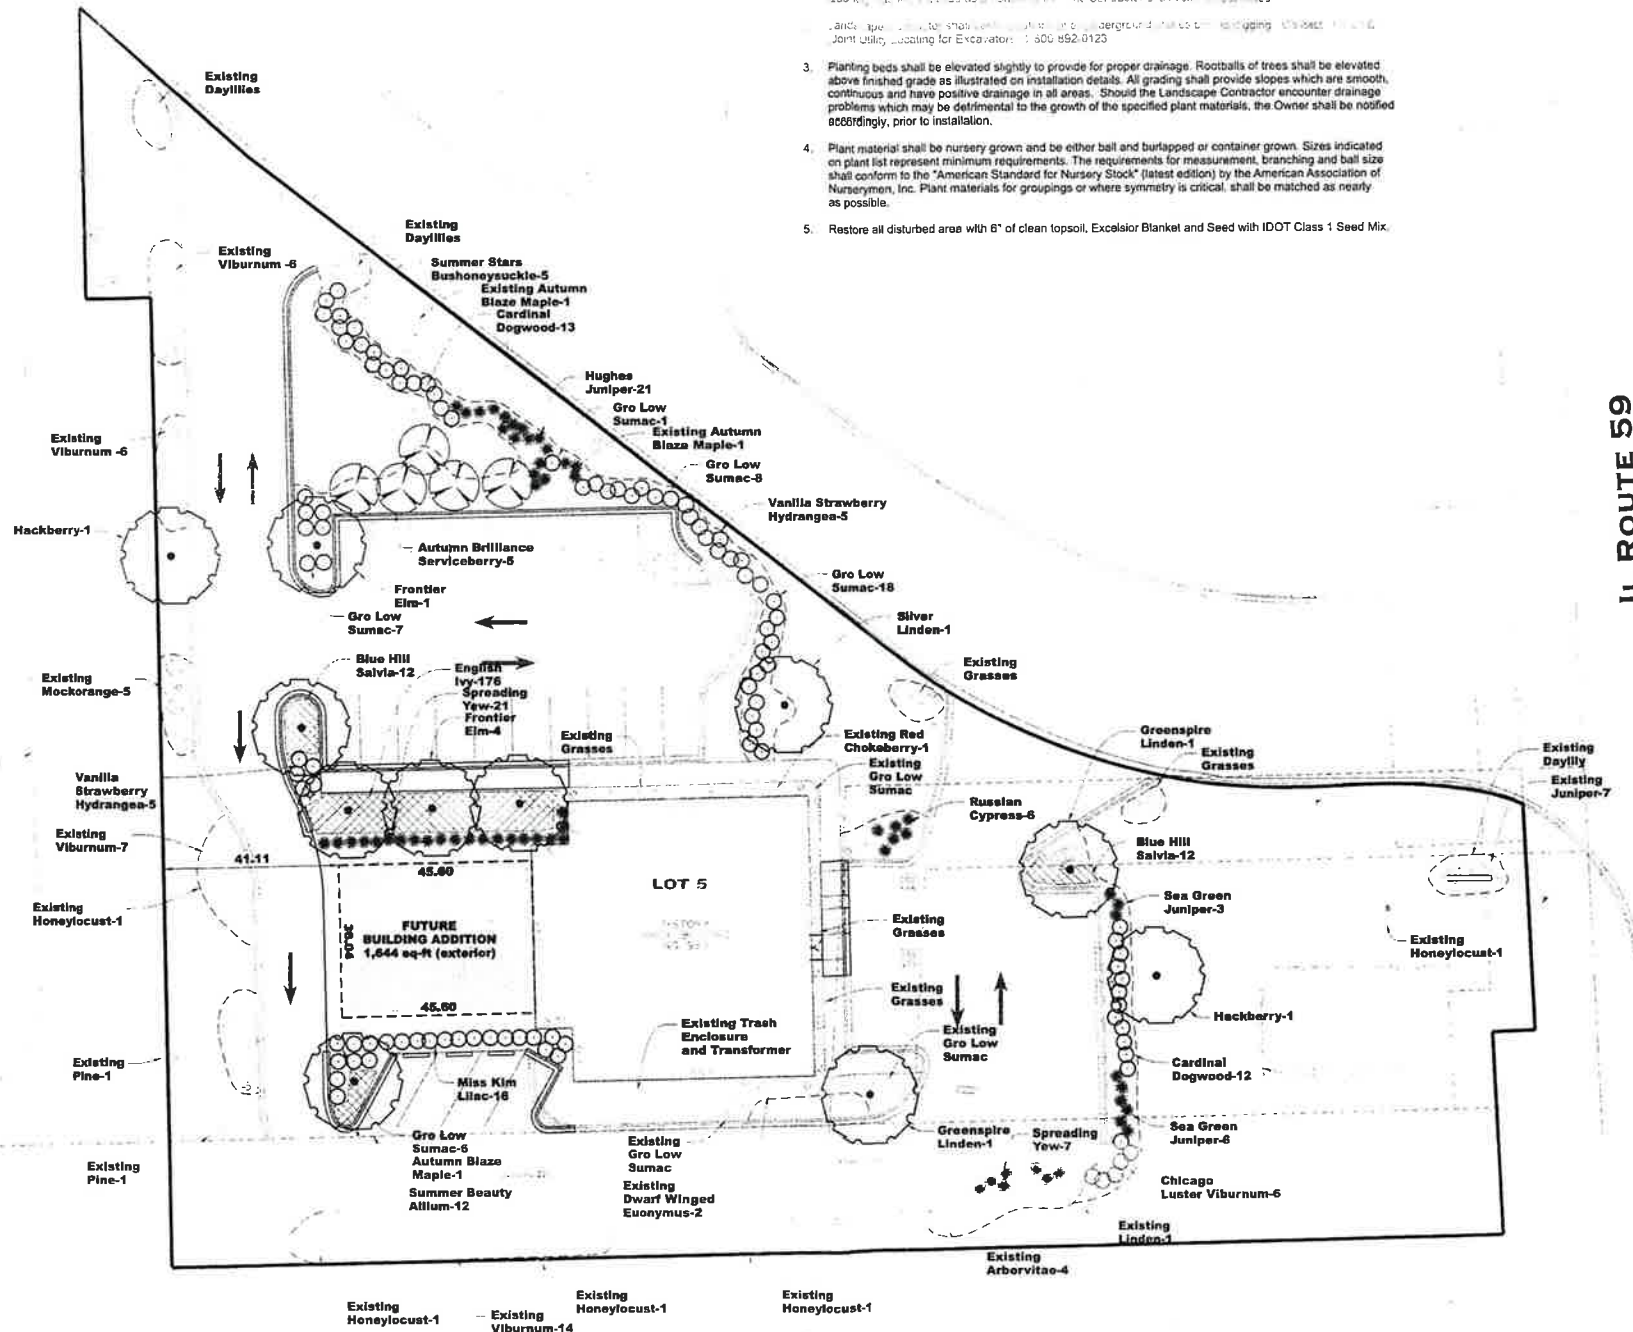 Joint Utility Locating for Excavators 1 800 892-0123
3. Planting beds shall be elevated slightly to provide for proper drainage. Rootballs of trees shall be elevated
above finished grade as illustrated on installation details. All grading shall provide slopes which are smooth,
continuous and have positive drainage in all areas. Should the Landscape Contractor encounter drainage
problems which may be detrimental to the growth of the specified plant materials, the Owner shall be notified
accordingly, prior to installation.
4. Plant material shall be nursery grown and be either ball and burlapped or container grown. Sizes indicated
on plant list represent minimum requirements. The requirements for measurement, branching and ball size
shall conform to the "American Standard for Nursery Stock" (latest edition) by the American Association of
Nurserymen, Inc. Plant materials for groupings or where symmetry is critical, shall be matched as nearly
as possible.
5. Restore all disturbed area with 6" of clean topsoil, Excelsior Blanket and Seed with IDOT Class 1 Seed Mix.
Existing
Daylilies
Existing
Daylilies
Existing
Viburnum -6
Summer Stars
Bushoneysuckle-5
Existing Autumn
Blaze Maple-1
Cardinal
Dogwood-13
Hughes
Juniper-21
Gro Low
Sumac-1
Existing Autumn
Blaze Maple-1
Gro Low
Sumac-8
Existing
Viburnum -6
Vanilla Strawberry
Hydrangea-5
Hackberry-1
Autumn Brilliance
Serviceberry-5
Frontier
Elm-1
Gro Low
Sumac-7
Gro Low
Sumac-18
Silver
Linden-1
Blue Hill
Salvia-12
English
Ivy-176
Spreading
Yew-21
Frontier
Elm-4
Existing
Grasses
Existing
Mockorange-5
Existing
Grasses
Existing Red
Chokeberry-1
Existing
Gro Low
Sumac
Greenspire
Linden-1
Existing
Grasses
Existing
Daylily
Existing
Juniper-7
Vanilla
Strawberry
Hydrangea-5
Russian
Cypress-6
Existing
Viburnum-7
Blue Hill
Salvia-12
41.11
45.60
LOT 5
Sea Green
Juniper-3
Existing
Honeylocust-1
FUTURE
BUILDING ADDITION
1,644 sq-ft (exterior)
36.04
Existing
Grasses
Existing
Honeylocust-1
45.60
Existing
Grasses
Hackberry-1
Existing Trash
Enclosure
and Transformer
Existing
Gro Low
Sumac
Existing
Pine-1
Cardinal
Dogwood-12
Miss Kim
Lilac-16
Gro Low
Sumac-6
Autumn Blaze
Maple-1
Summer Beauty
Allium-12
Existing
Gro Low
Sumac
Existing
Dwarf Winged
Euonymus-2
Greenspire
Linden-1
Spreading
Yew-7
Sea Green
Juniper-6
Existing
Pine-1
Chicago
Luster Viburnum-6
Existing
Linden-1
Existing
Arborvitae-4
Existing
Honeylocust-1
Existing
Viburnum-14
Existing
Honeylocust-1
Existing
Honeylocust-1
ROUTE 59